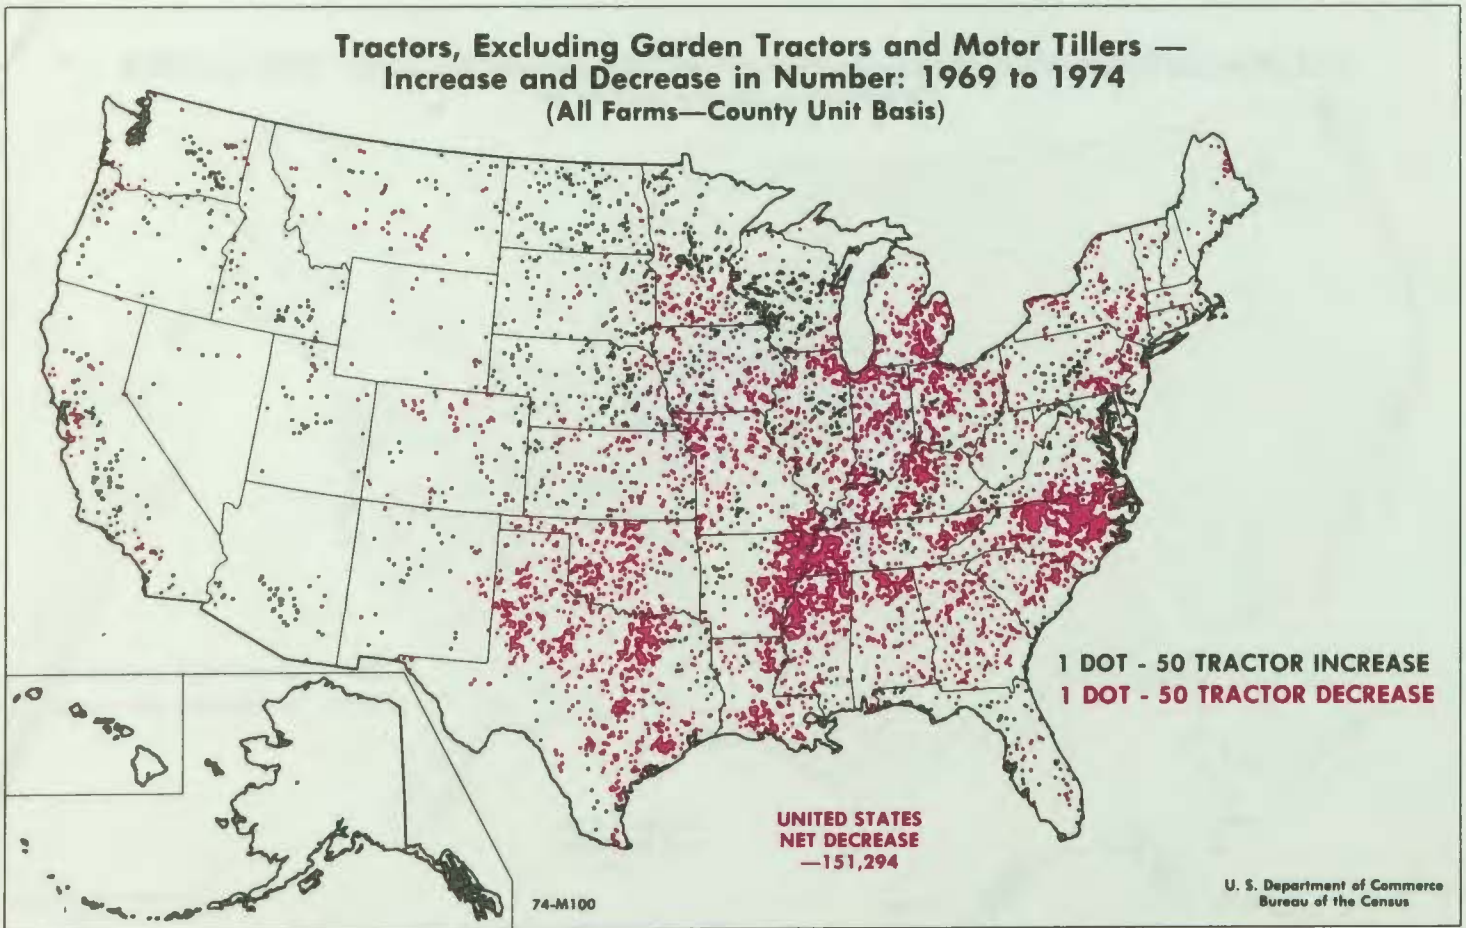 Tractors, Excluding Garden Tractors and Motor Tillers —
Increase and Decrease in Number: 1969 to 1974
(All Farms—County Unit Basis)
1 DOT - 50 TRACTOR INCREASE
1 DOT - 50 TRACTOR DECREASE
UNITED STATES
NET DECREASE
—151,294
74-M100
U. S. Department of Commerce
Bureau of the Census